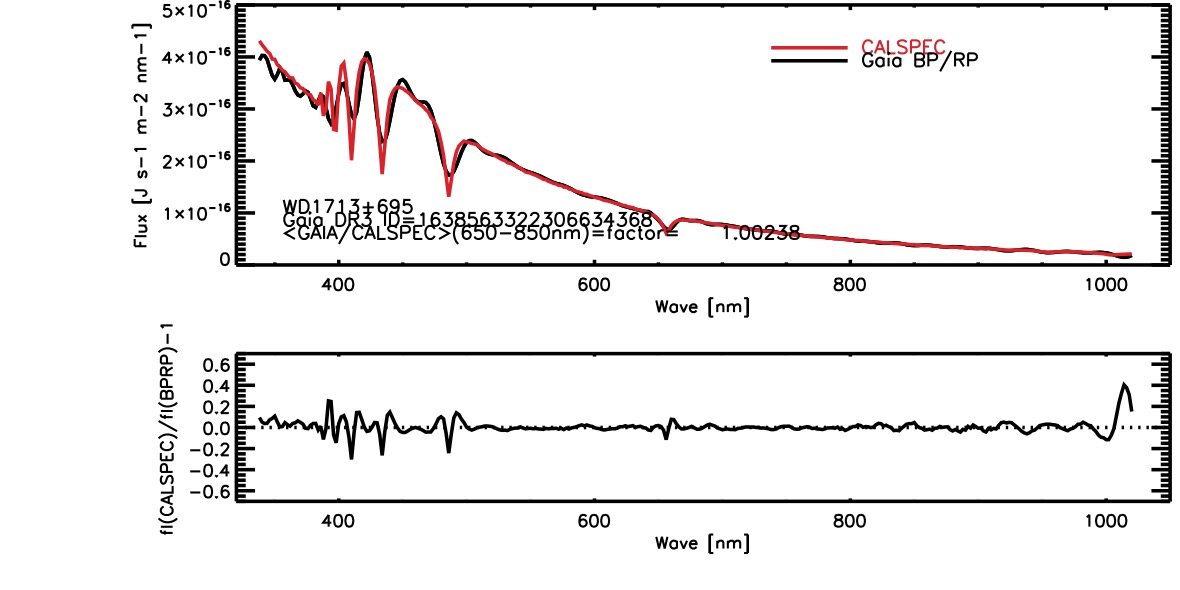 5×10⁻¹⁶
4×10⁻¹⁶
3×10⁻¹⁶
2×10⁻¹⁶
1×10⁻¹⁶
0
Flux [J s−1 m−2 nm−1]
CALSPEC
Gaia BP/RP
WD1713+695
Gaia DR3 ID=1638563322306634368
<GAIA/CALSPEC>(650−850nm)=factor= 1.00238
400 600 800 1000
Wave [nm]
fl(CALSPEC)/fl(BPRP)−1
0.6
0.4
0.2
0.0
−0.2
−0.4
−0.6
400 600 800 1000
Wave [nm]